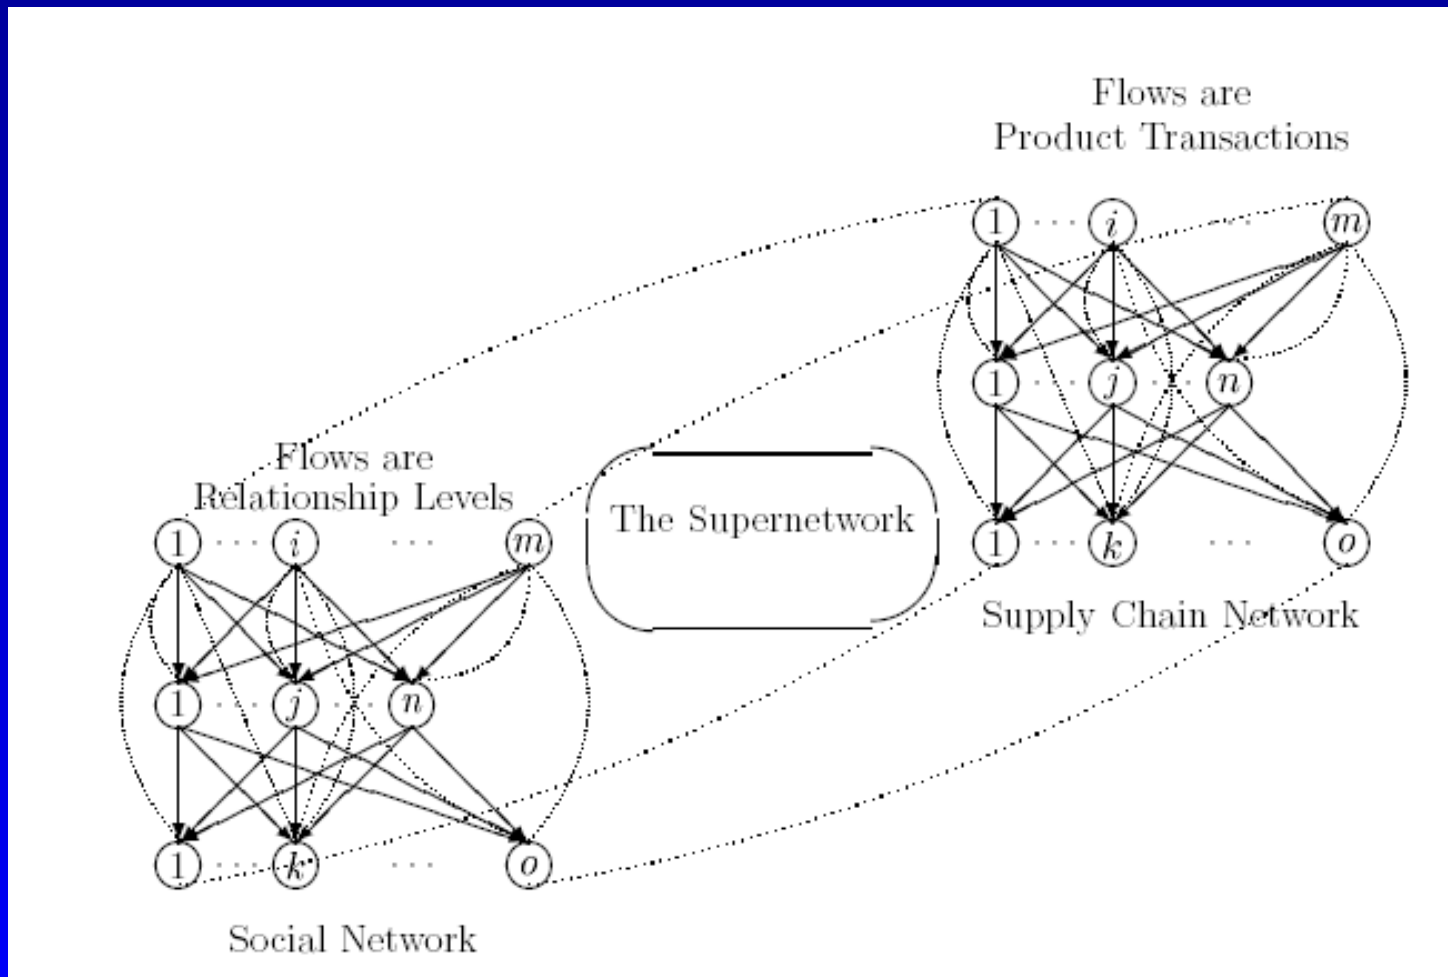 Flows are
Product Transactions
1 ··· i ··· m
1 ··· j ··· n
1 ··· k ··· o
Supply Chain Network
The Supernetwork
Flows are
Relationship Levels
1 ··· i ··· m
1 ··· j ··· n
1 ··· k ··· o
Social Network